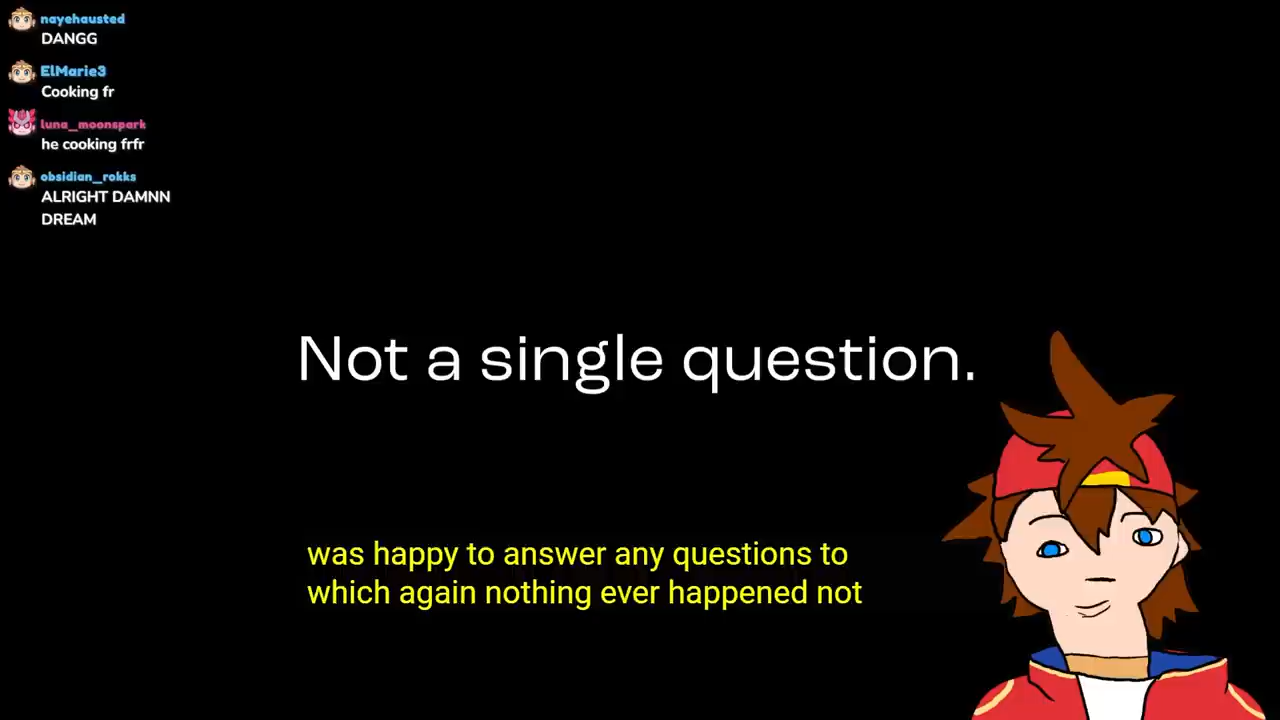 nayehausted
DANGG
ElMarie3
Cooking fr
luna_moonspark
he cooking frfr
obsidian_rokks
ALRIGHT DAMNN
DREAM
Not a single question.
was happy to answer any questions to
which again nothing ever happened not